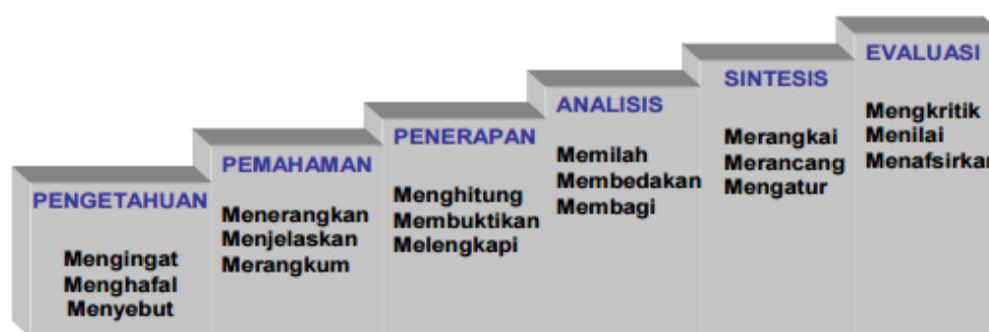 PENGETAHUAN
Mengingat
Menghafal
Menyebut
PEMAHAMAN
Menerangkan
Menjelaskan
Merangkum
PENERAPAN
Menghitung
Membuktikan
Melengkapi
ANALISIS
Memilah
Membedakan
Membagi
SINTESIS
Merangkai
Merancang
Mengatur
EVALUASI
Mengkritik
Menilai
Menafsirkan